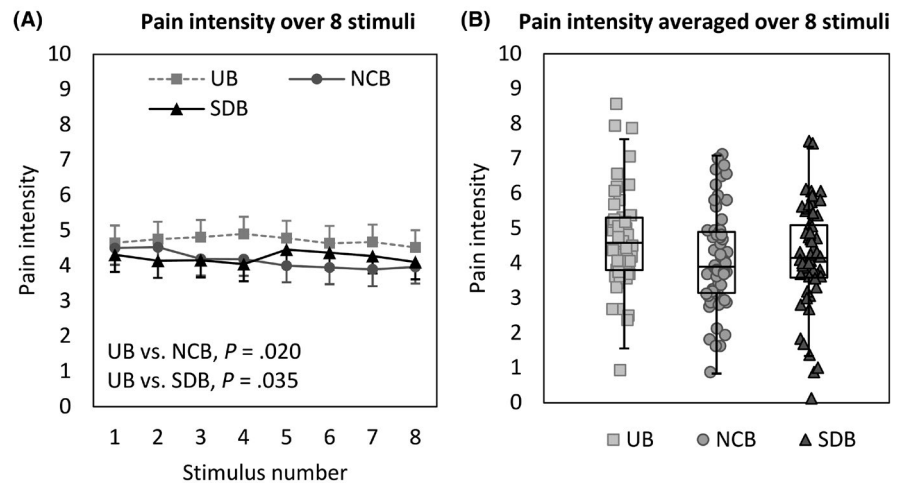 (A) Pain intensity over 8 stimuli
Pain intensity
10
9
8
7
6
5
4
3
2
1
0
UB
NCB
SDB
UB vs. NCB, P = .020
UB vs. SDB, P = .035
1 2 3 4 5 6 7 8
Stimulus number
(B) Pain intensity averaged over 8 stimuli
Pain intensity
10
9
8
7
6
5
4
3
2
1
0
UB NCB SDB